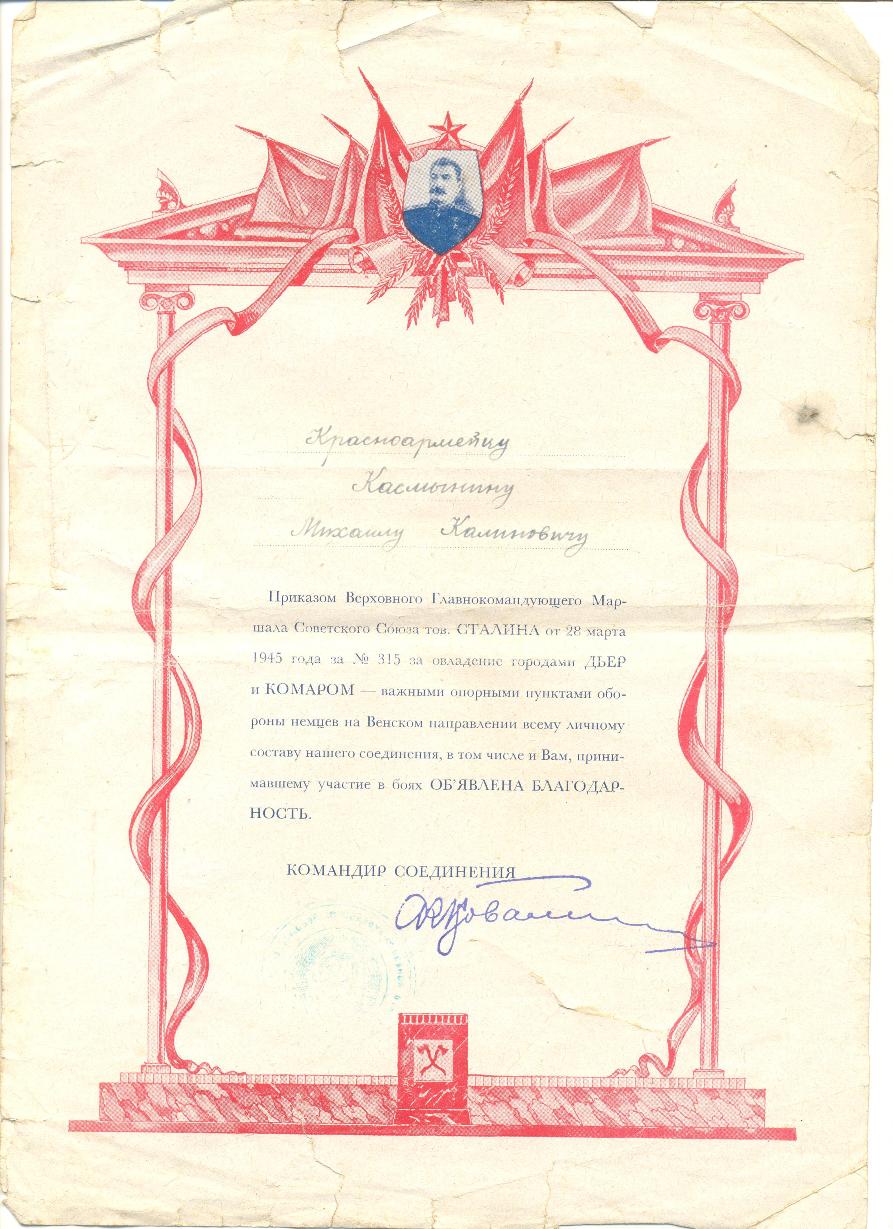 Красноармейцу
Касмынину
Михаилу Калиновичу
Приказом Верховного Главнокомандующего Мар-
шала Советского Союза тов. СТАЛИНА от 28 марта
1945 года за № 315 за овладение городами ДЬЕР
и КОМАРОМ — важными опорными пунктами обо-
роны немцев на Венском направлении всему личному
составу нашего соединения, в том числе и Вам, прини-
мавшему участие в боях ОБ'ЯВЛЕНА БЛАГОДАР-
НОСТЬ.
КОМАНДИР СОЕДИНЕНИЯ